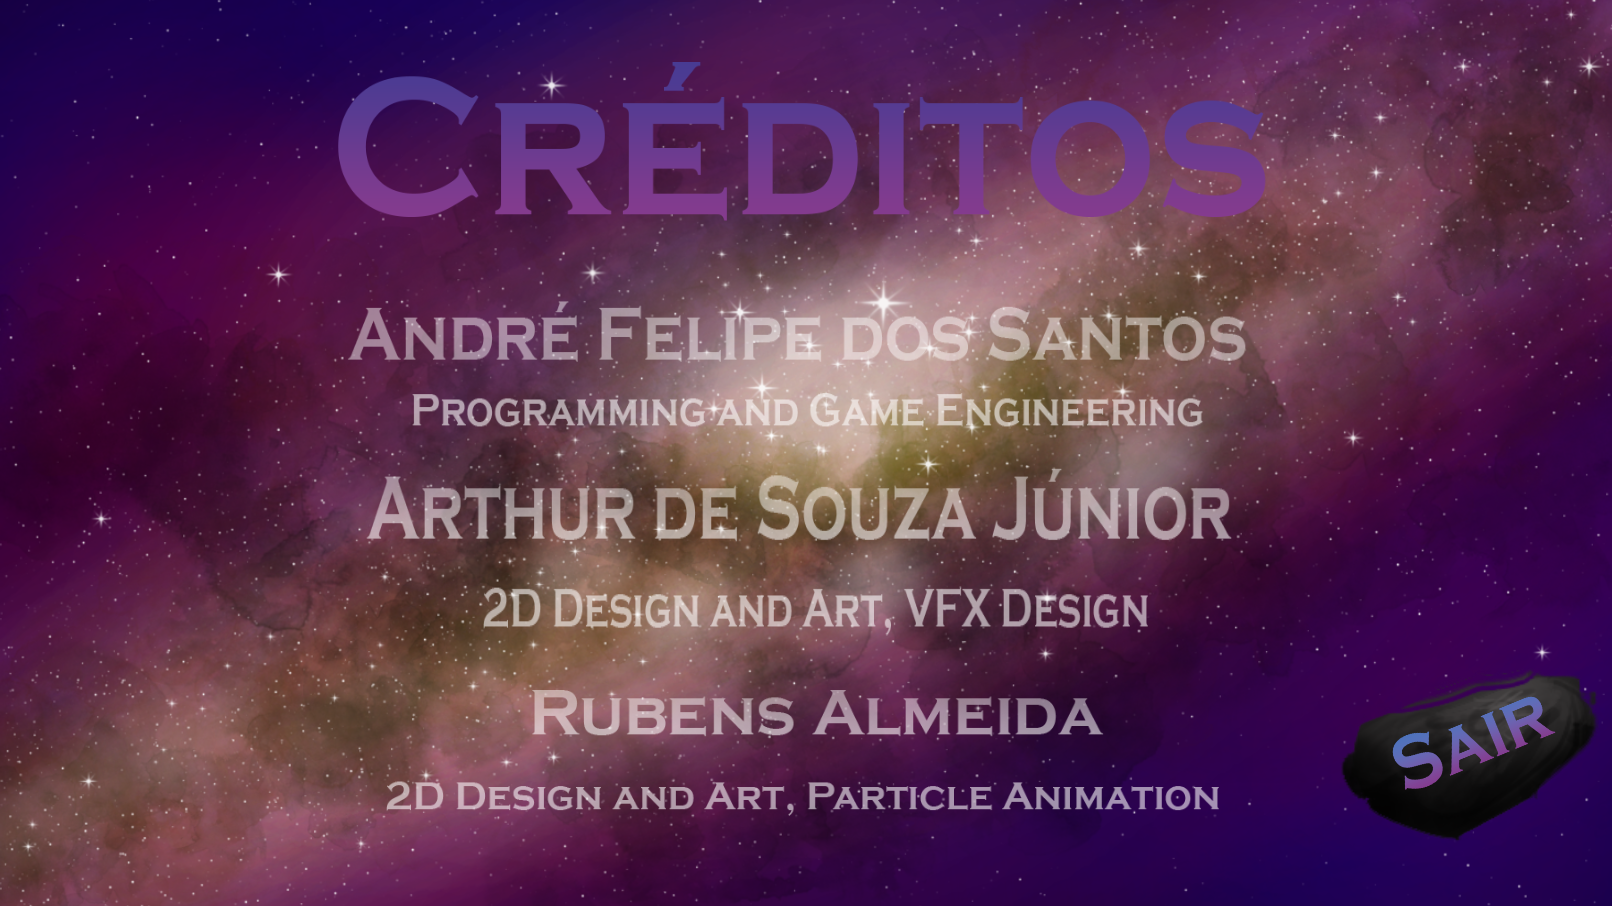 Créditos
André Felipe dos Santos
Programming and Game Engineering
Arthur de Souza Júnior
2D Design and Art, VFX Design
Rubens Almeida
2D Design and Art, Particle Animation
Sair